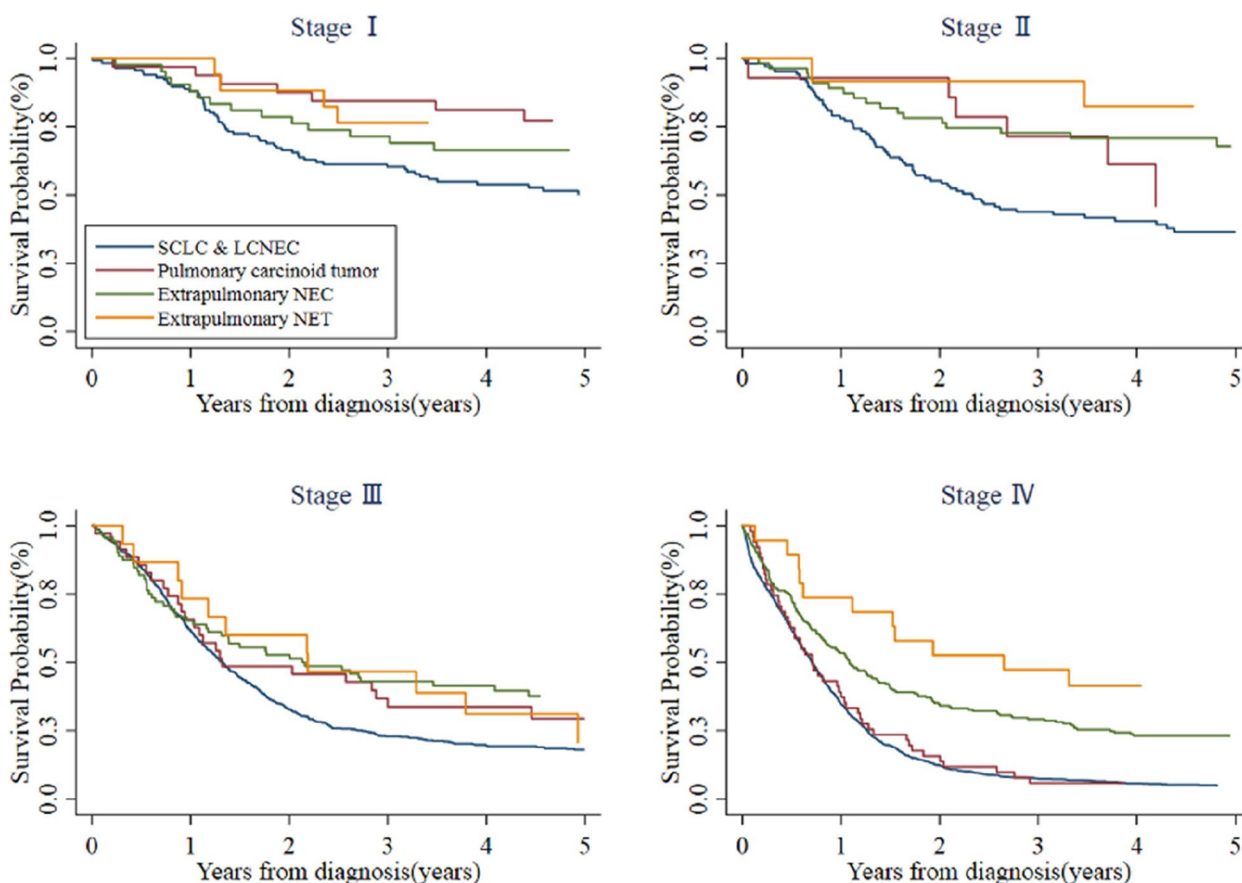 Stage Ⅰ
Survival Probability(%)
1.0
0.8
0.5
0.3
0.0
SCLC & LCNEC
Pulmonary carcinoid tumor
Extrapulmonary NEC
Extrapulmonary NET
0 1 2 3 4 5
Years from diagnosis(years)
Stage Ⅱ
Survival Probability(%)
1.0
0.8
0.5
0.3
0.0
0 1 2 3 4 5
Years from diagnosis(years)
Stage Ⅲ
Survival Probability(%)
1.0
0.8
0.5
0.3
0.0
0 1 2 3 4 5
Years from diagnosis(years)
Stage Ⅳ
Survival Probability(%)
1.0
0.8
0.5
0.3
0.0
0 1 2 3 4 5
Years from diagnosis(years)